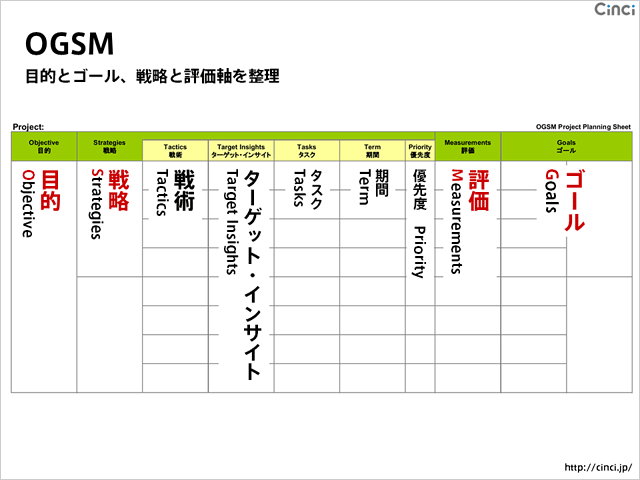 Cinci
OGSM
目的とゴール、戦略と評価軸を整理
Project:
OGSM Project Planning Sheet
Objective
目的
Strategies
戦略
Tactics
戦術
Target Insights
ターゲット・インサイト
Tasks
タスク
Term
期間
Priority
優先度
Measurements
評価
Goals
ゴール
目的
Objective
戦略
Strategies
戦術
Tactics
ターゲット・インサイト
Target Insights
タスク
Tasks
期間
Term
優先度 Priority
評価
Measurements
ゴール
Goals
http://cinci.jp/